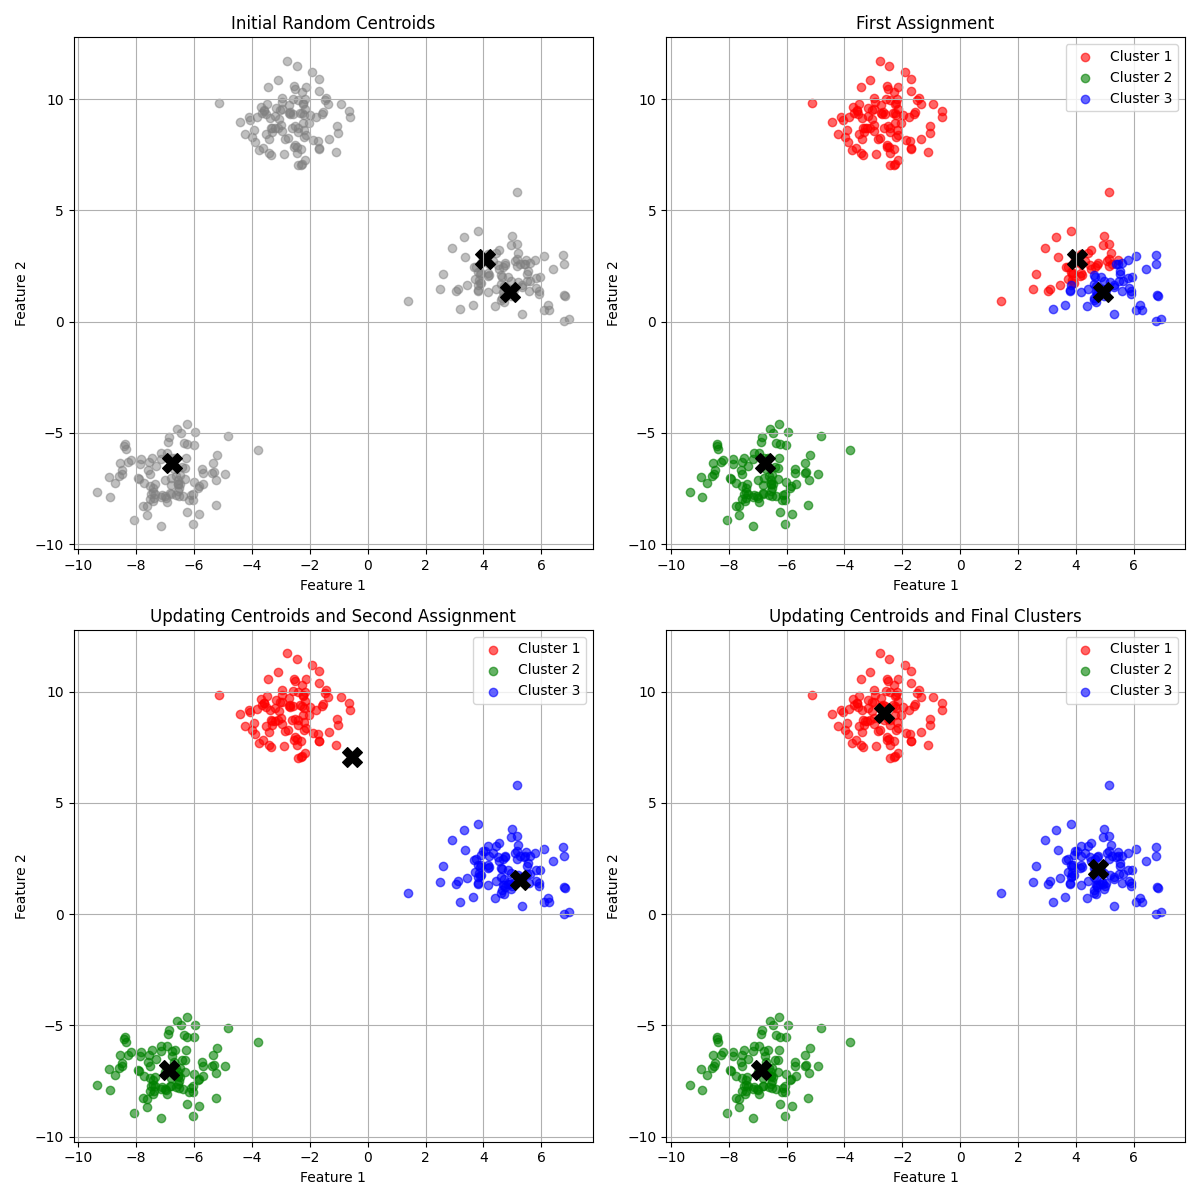 Initial Random Centroids
10
5
0
−5
−10
Feature 2
−10 −8 −6 −4 −2 0 2 4 6
Feature 1
First Assignment
Cluster 1
Cluster 2
Cluster 3
10
5
0
−5
−10
Feature 2
−10 −8 −6 −4 −2 0 2 4 6
Feature 1
Updating Centroids and Second Assignment
Cluster 1
Cluster 2
Cluster 3
10
5
0
−5
−10
Feature 2
−10 −8 −6 −4 −2 0 2 4 6
Feature 1
Updating Centroids and Final Clusters
Cluster 1
Cluster 2
Cluster 3
10
5
0
−5
−10
Feature 2
−10 −8 −6 −4 −2 0 2 4 6
Feature 1